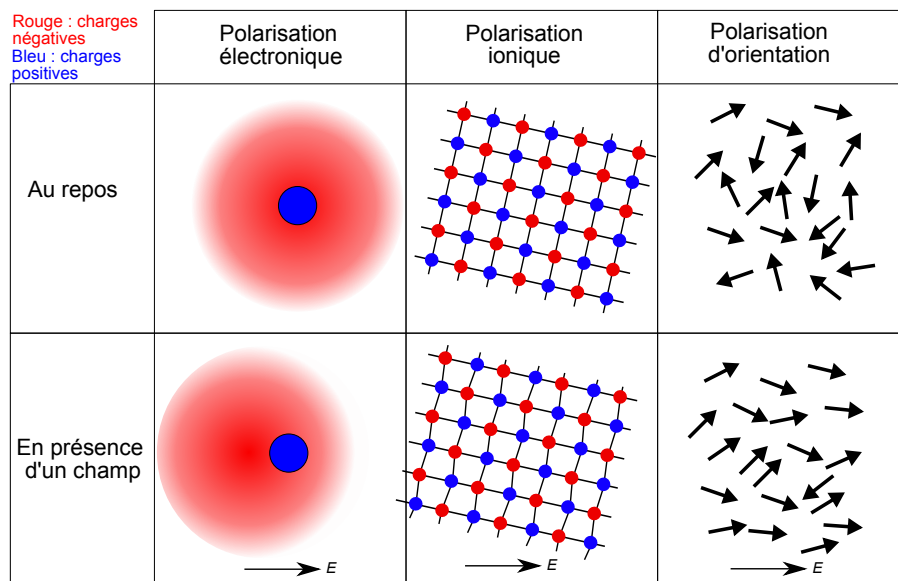 Rouge : charges
négatives
Bleu : charges
positives
Polarisation
électronique
Polarisation
ionique
Polarisation
d'orientation
Au repos
En présence
d'un champ
E
E